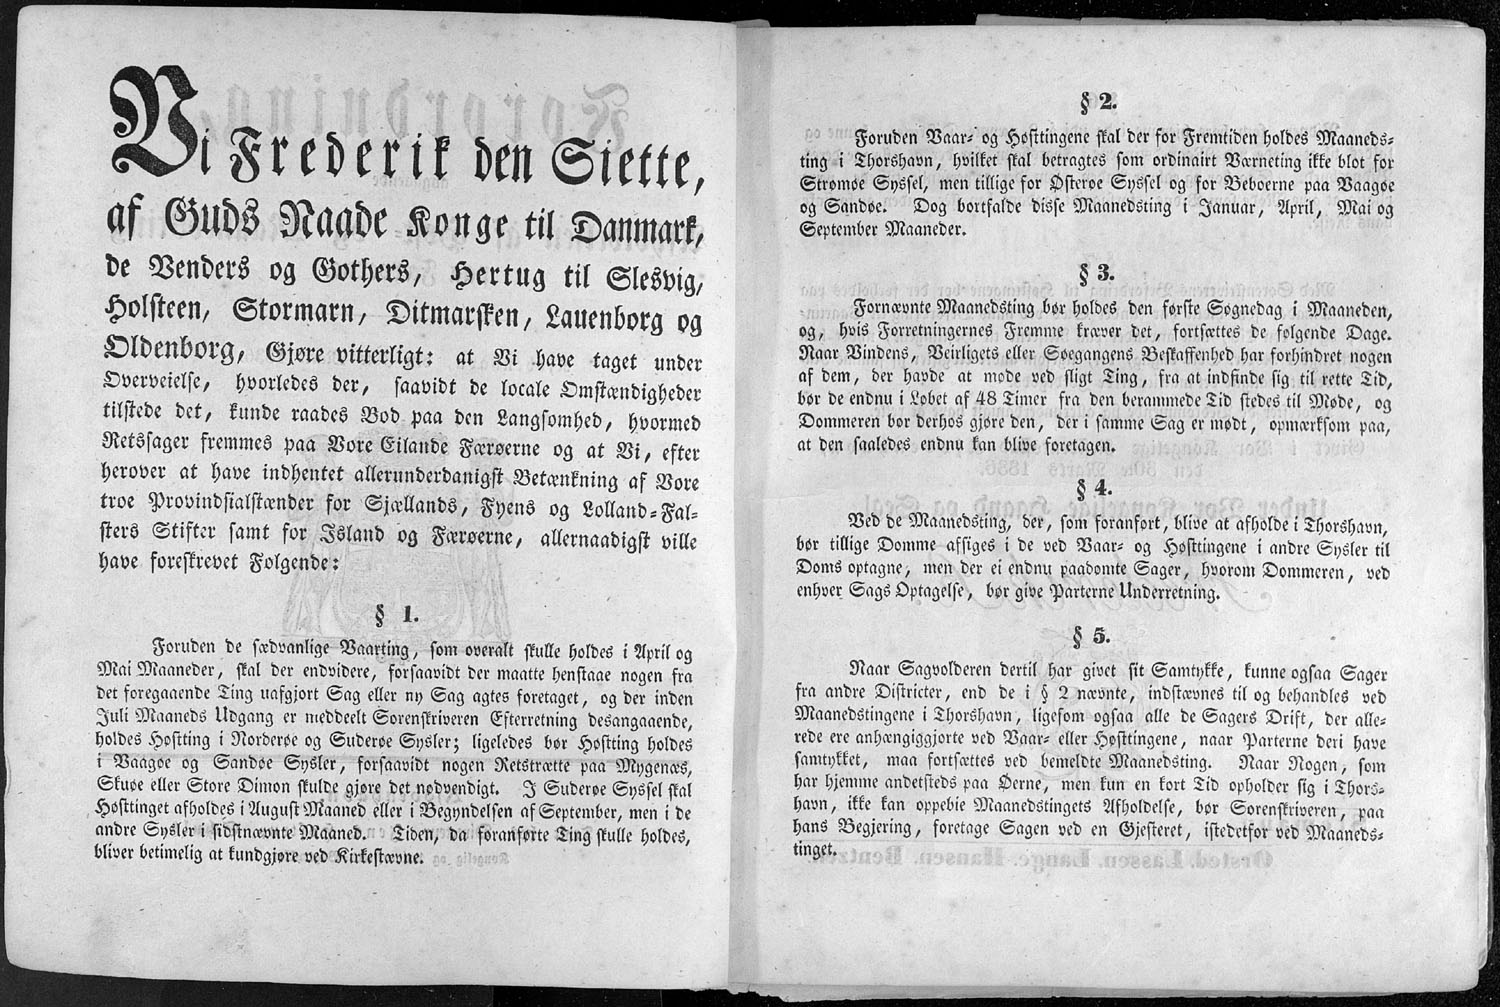 Vi Frederik den Siette,
af Guds Naade Konge til Danmark,
de Venders og Gothers, Hertug til Slesvig,
Holsteen, Stormarn, Ditmarsken, Lauenborg og
Oldenborg, Gjøre vitterligt: at Vi have taget under
Overveielse, hvorledes der, saavidt de locale Omstændigheder
tilstede det, kunde raades Bod paa den Langsomhed, hvormed
Retssager fremmes paa Vore Eilande Færøerne og at Vi, efter
herover at have indhentet allerunderdanigst Betænkning af Vore
troe Provindsialstænder for Sjællands, Fyens og Lolland-Fal-
sters Stifter samt for Island og Færøerne, allernaadigst ville
have foreskrevet Følgende:
§ 1.
Foruden de sædvanlige Vaarting, som overalt skulle holdes i April og
Mai Maaneder, skal der endvidere, forsaavidt der maatte henstaae nogen fra
det foregaaende Ting uafgjort Sag eller ny Sag agtes foretaget, og der inden
Juli Maaneds Udgang er meddeelt Sorenskriveren Efterretning desangaaende,
holdes Høstting i Norderøe og Suderøe Sysler; ligeledes bør Høstting holdes
i Vaagøe og Sandøe Sysler, forsaavidt nogen Retstrætte paa Mygenæs,
Skuøe eller Store Dimon skulde gjøre det nødvendigt. I Suderøe Syssel skal
Høsttinget afholdes i August Maaned eller i Begyndelsen af September, men i de
andre Sysler i sidstnævnte Maaned. Tiden, da foranførte Ting skulle holdes,
bliver betimelig at kundgjøre ved Kirkestævne.
§ 2.
Foruden Vaar- og Høsttingene skal der for Fremtiden holdes Maaneds-
ting i Thorshavn, hvilket skal betragtes som ordinairt Værneting ikke blot for
Strømøe Syssel, men tillige for Østerøe Syssel og for Beboerne paa Vaagøe
og Sandøe. Dog bortfalde disse Maanedsting i Januar, April, Mai og
September Maaneder.
§ 3.
Fornævnte Maanedsting bør holdes den første Søgnedag i Maaneden,
og, hvis Forretningernes Fremme kræver det, fortsættes de følgende Dage.
Naar Vindens, Veirligets eller Søegangens Beskaffenhed har forhindret nogen
af dem, der havde at møde ved sligt Ting, fra at indfinde sig til rette Tid,
bør de endnu i Løbet af 48 Timer fra den berammede Tid stedes til Møde, og
Dommeren bør derhos gjøre den, der i samme Sag er mødt, opmærksom paa,
at den saaledes endnu kan blive foretagen.
§ 4.
Ved de Maanedsting, der, som foranført, blive at afholde i Thorshavn,
bør tillige Domme afsiges i de ved Vaar- og Høsttingene i andre Sysler til
Doms optagne, men der ei endnu paadømte Sager, hvorom Dommeren, ved
enhver Sags Optagelse, bør give Parterne Underretning.
§ 5.
Naar Sagvolderen dertil har givet sit Samtykke, kunne ogsaa Sager
fra andre Districter, end de i § 2 nævnte, indstævnes til og behandles ved
Maanedstingene i Thorshavn, ligesom ogsaa alle de Sagers Drift, der alle-
rede ere anhængiggjorte ved Vaar- eller Høsttingene, naar Parterne deri have
samtykket, maa fortsættes ved bemeldte Maanedsting. Naar Nogen, som
har hjemme andetsteds paa Øerne, men kun en kort Tid opholder sig i Thors-
havn, ikke kan oppebie Maanedstingets Afholdelse, bør Sorenskriveren, paa
hans Begjering, foretage Sagen ved en Gjesteret, istedetfor ved Maaneds-
tinget.